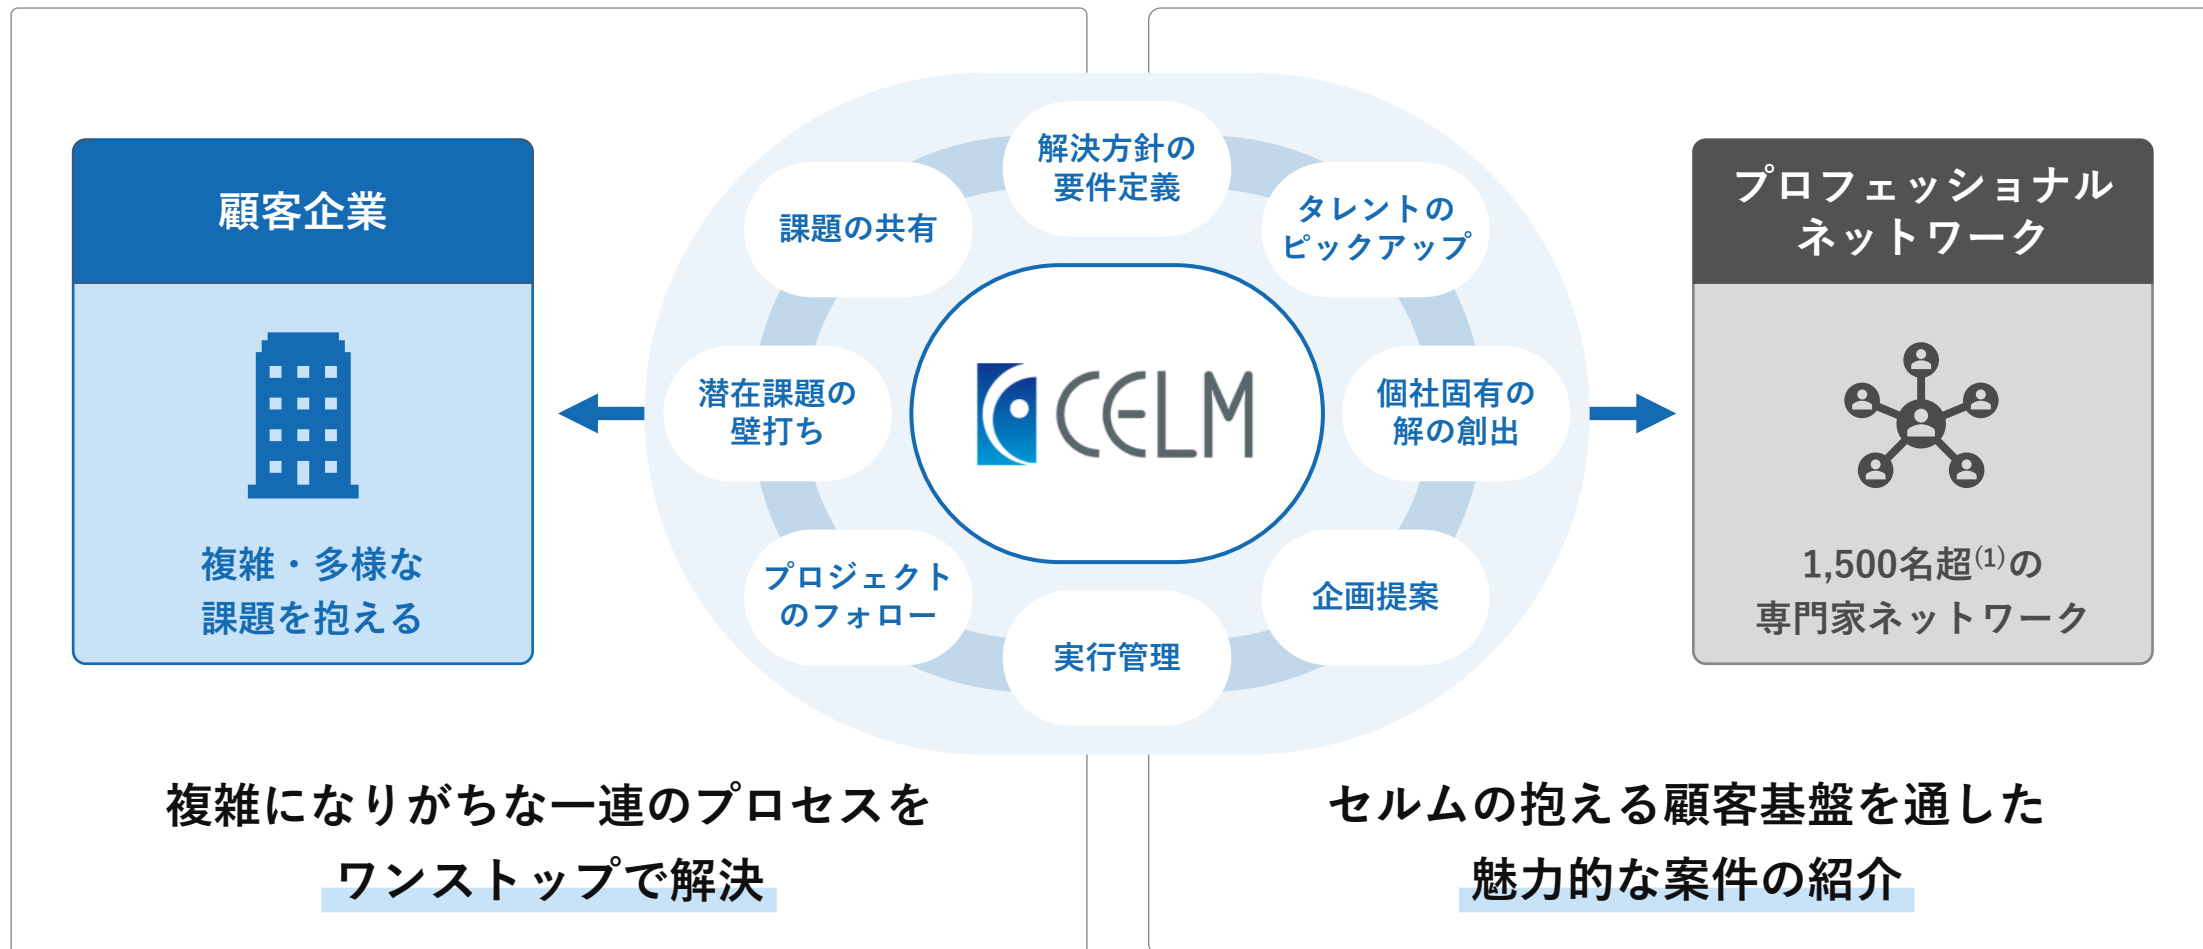 顧客企業
複雑・多様な
課題を抱える
解決方針の
要件定義
課題の共有
タレントの
ピックアップ
潜在課題の
壁打ち
CELM
個社固有の
解の創出
プロジェクト
のフォロー
企画提案
実行管理
プロフェッショナル
ネットワーク
1,500名超(1)の
専門家ネットワーク
複雑になりがちな一連のプロセスを
ワンストップで解決
セルムの抱える顧客基盤を通した
魅力的な案件の紹介